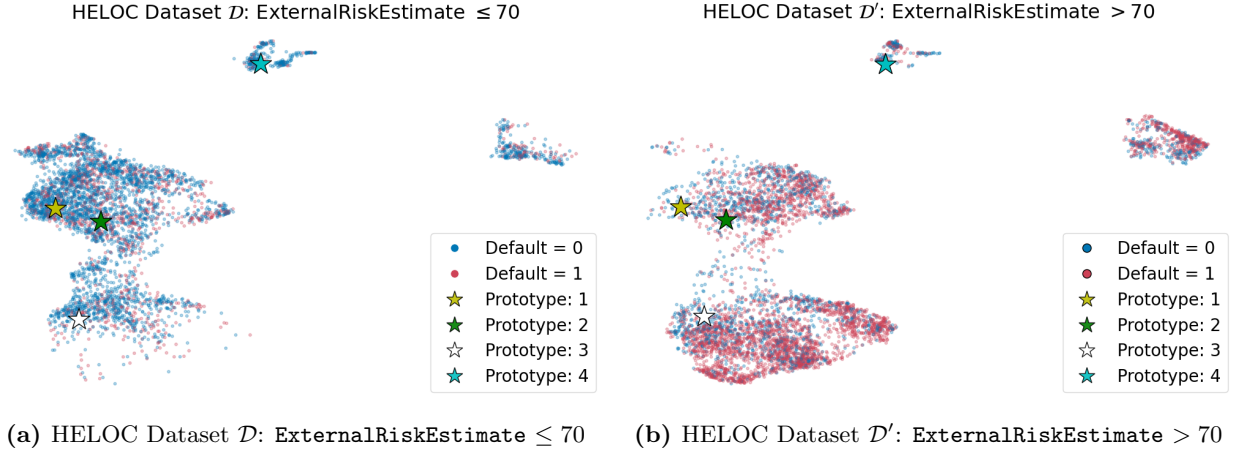 HELOC Dataset 𝒟: ExternalRiskEstimate ≤ 70
Default = 0
Default = 1
Prototype: 1
Prototype: 2
Prototype: 3
Prototype: 4
(a) HELOC Dataset 𝒟: ExternalRiskEstimate ≤ 70
HELOC Dataset 𝒟′: ExternalRiskEstimate > 70
Default = 0
Default = 1
Prototype: 1
Prototype: 2
Prototype: 3
Prototype: 4
(b) HELOC Dataset 𝒟′: ExternalRiskEstimate > 70